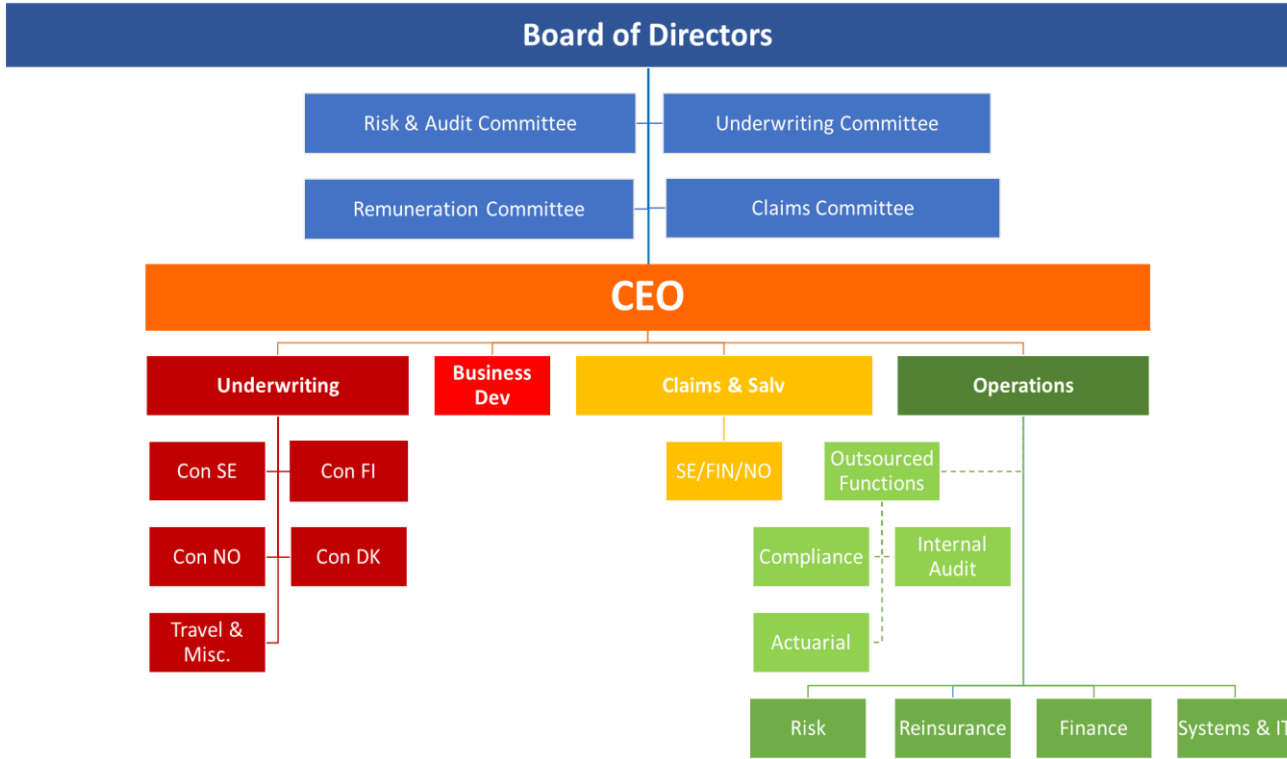 Board of Directors
Risk & Audit Committee
Underwriting Committee
Remuneration Committee
Claims Committee
CEO
Underwriting
Business
Dev
Claims & Salv
Operations
Con SE
Con FI
SE/FIN/NO
Outsourced
Functions
Con NO
Con DK
Compliance
Internal
Audit
Travel &
Misc.
Actuarial
Risk
Reinsurance
Finance
Systems & IT